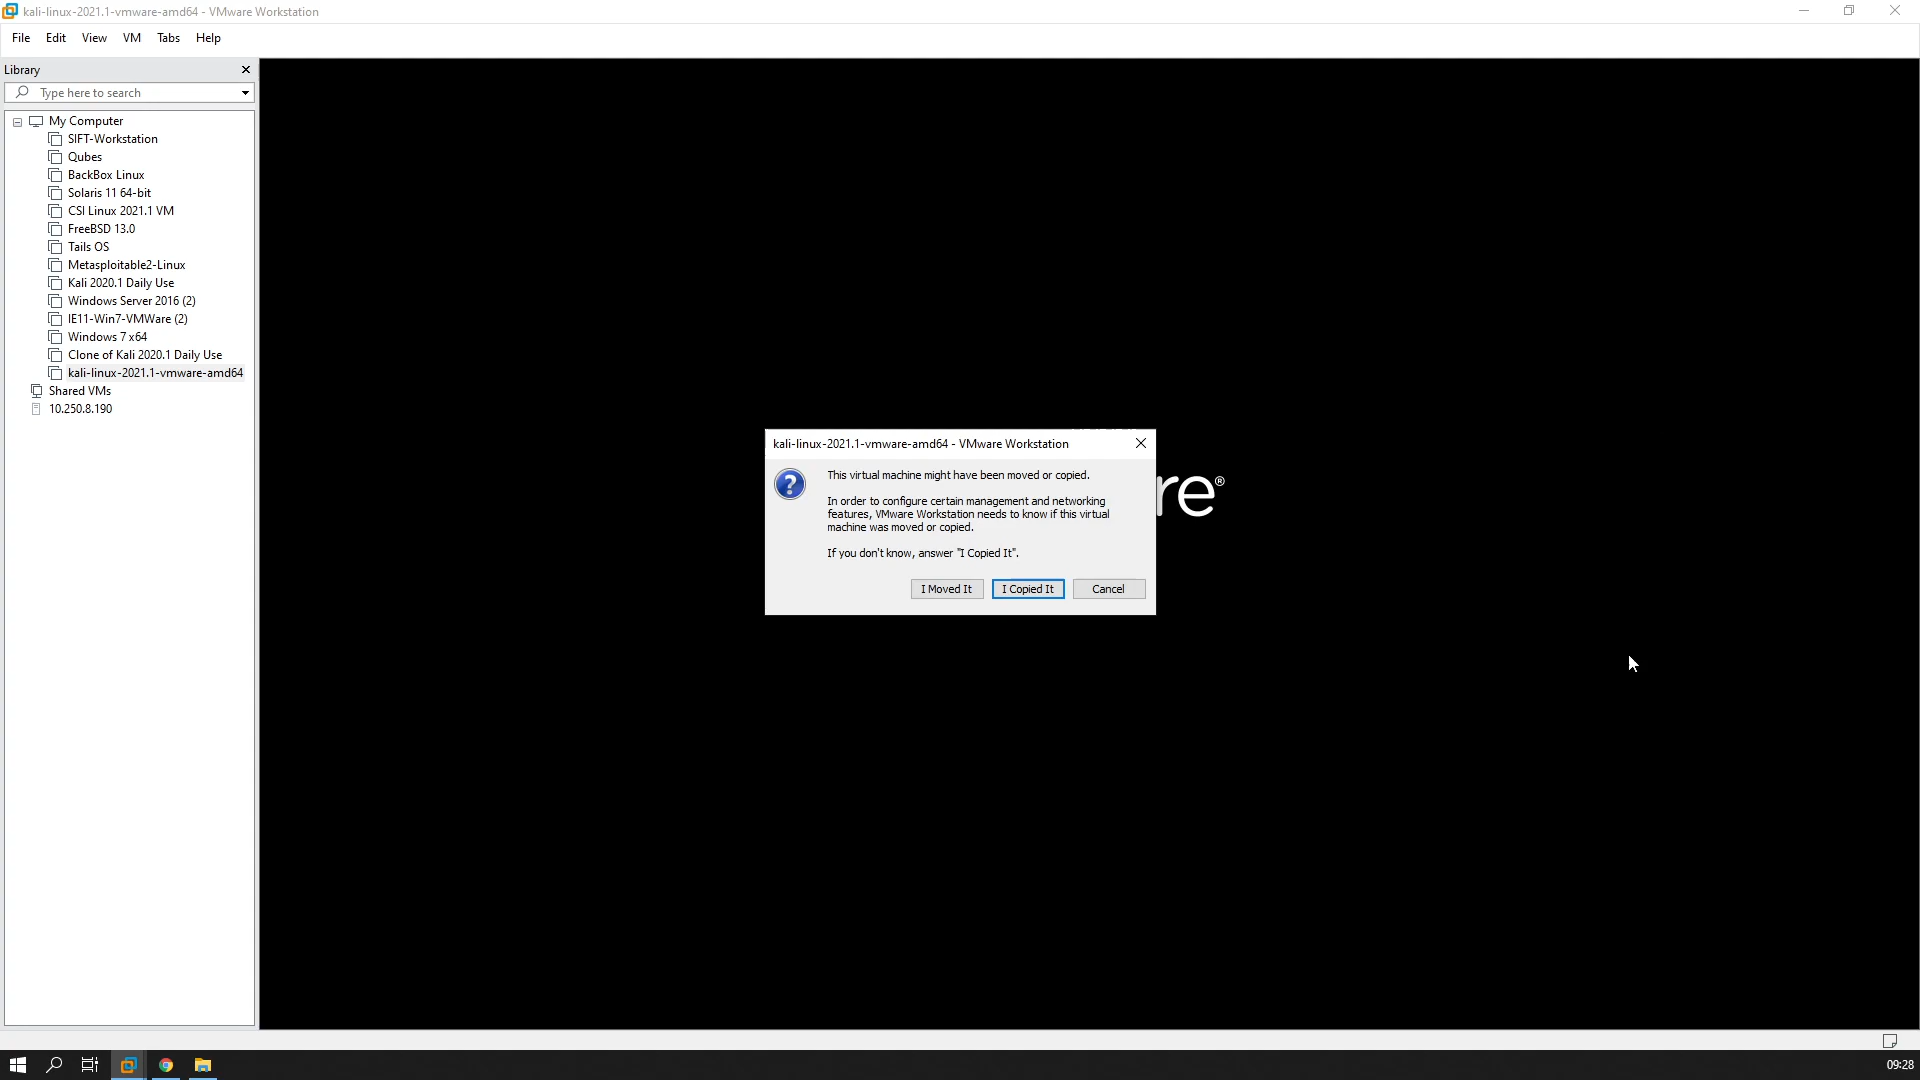 kali-linux-2021.1-vmware-amd64 - VMware Workstation
File Edit View VM Tabs Help
Library
Type here to search
My Computer
SIFT-Workstation
Qubes
BackBox Linux
Solaris 11 64-bit
CSI Linux 2021.1 VM
FreeBSD 13.0
Tails OS
Metasploitable2-Linux
Kali 2020.1 Daily Use
Windows Server 2016 (2)
IE11-Win7-VMWare (2)
Windows 7 x64
Clone of Kali 2020.1 Daily Use
kali-linux-2021.1-vmware-amd64
Shared VMs
10.250.8.190
kali-linux-2021.1-vmware-amd64 - VMware Workstation
This virtual machine might have been moved or copied.
In order to configure certain management and networking
features, VMware Workstation needs to know if this virtual
machine was moved or copied.
If you don't know, answer "I Copied It".
I Moved It I Copied It Cancel
re®
09:28